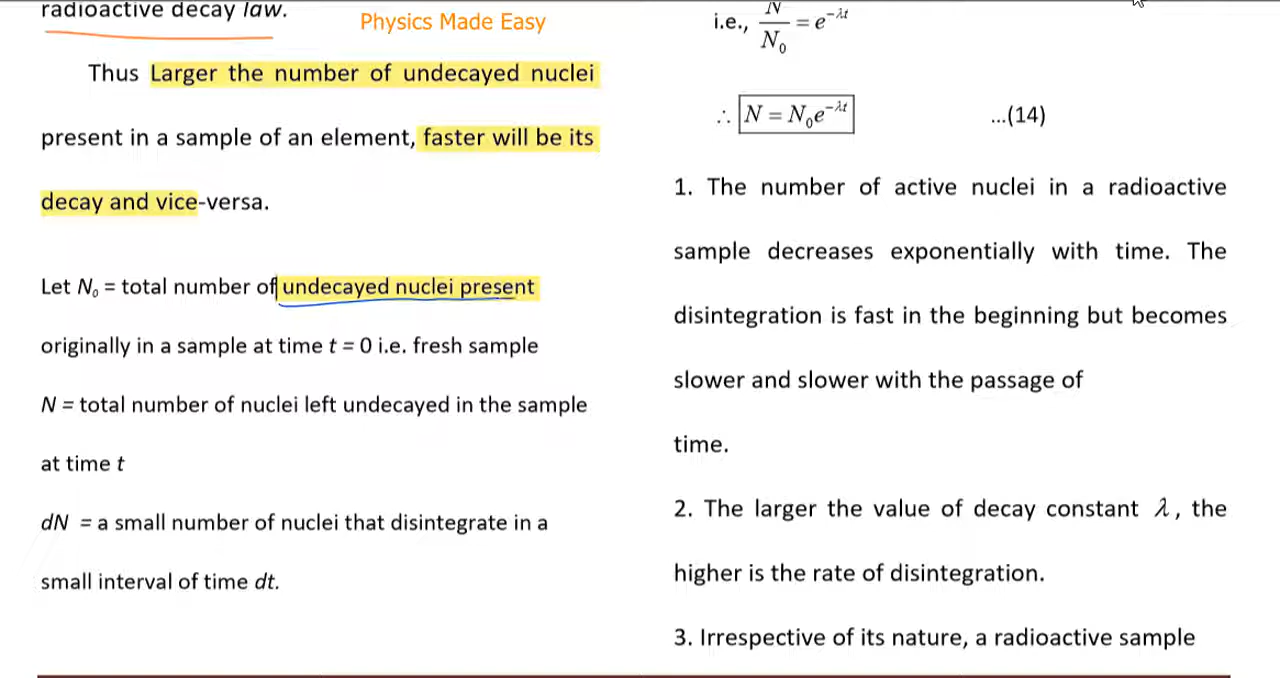 radioactive decay law.
Physics Made Easy
Thus Larger the number of undecayed nuclei
present in a sample of an element, faster will be its
decay and vice-versa.
Let N₀ = total number of undecayed nuclei present
originally in a sample at time t = 0 i.e. fresh sample
N = total number of nuclei left undecayed in the sample
at time t
dN = a small number of nuclei that disintegrate in a
small interval of time dt.
i.e., N/N₀ = e^{-λt}
∴ N = N₀e^{-λt} ...(14)
1. The number of active nuclei in a radioactive
sample decreases exponentially with time. The
disintegration is fast in the beginning but becomes
slower and slower with the passage of
time.
2. The larger the value of decay constant λ, the
higher is the rate of disintegration.
3. Irrespective of its nature, a radioactive sample